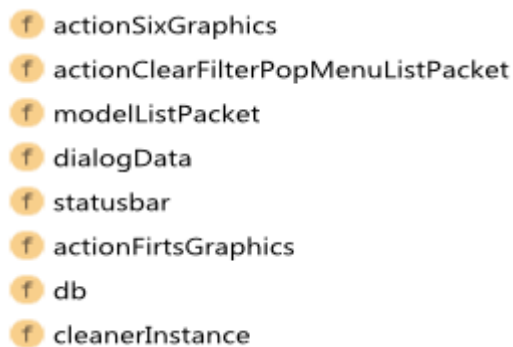 f actionSixGraphics
f actionClearFilterPopMenuListPacket
f modelListPacket
f dialogData
f statusbar
f actionFirtsGraphics
f db
f cleanerInstance